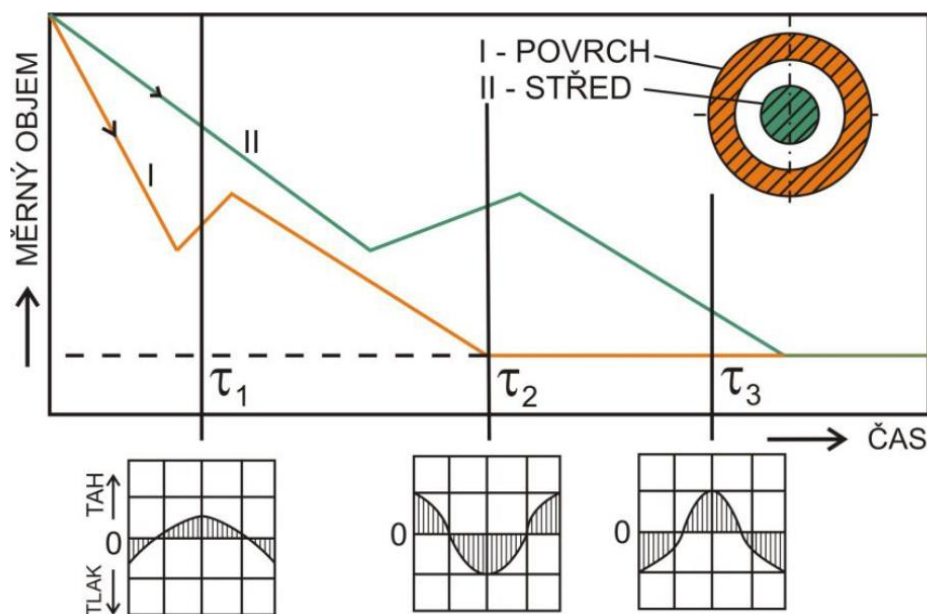 I - POVRCH
II - STŘED
MĚRNÝ OBJEM
I
II
τ1
τ2
τ3
ČAS
TAH
0
TLAK
0
0